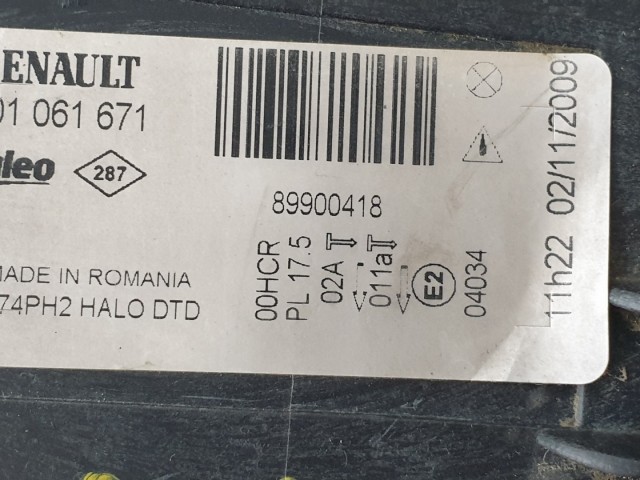 ENAULT
01 061 671
aleo
287
MADE IN ROMANIA
74PH2 HALO DTD
89900418
00HCR
PL 17.5
02A
011a
E2
04034
11h22 02/11/2009